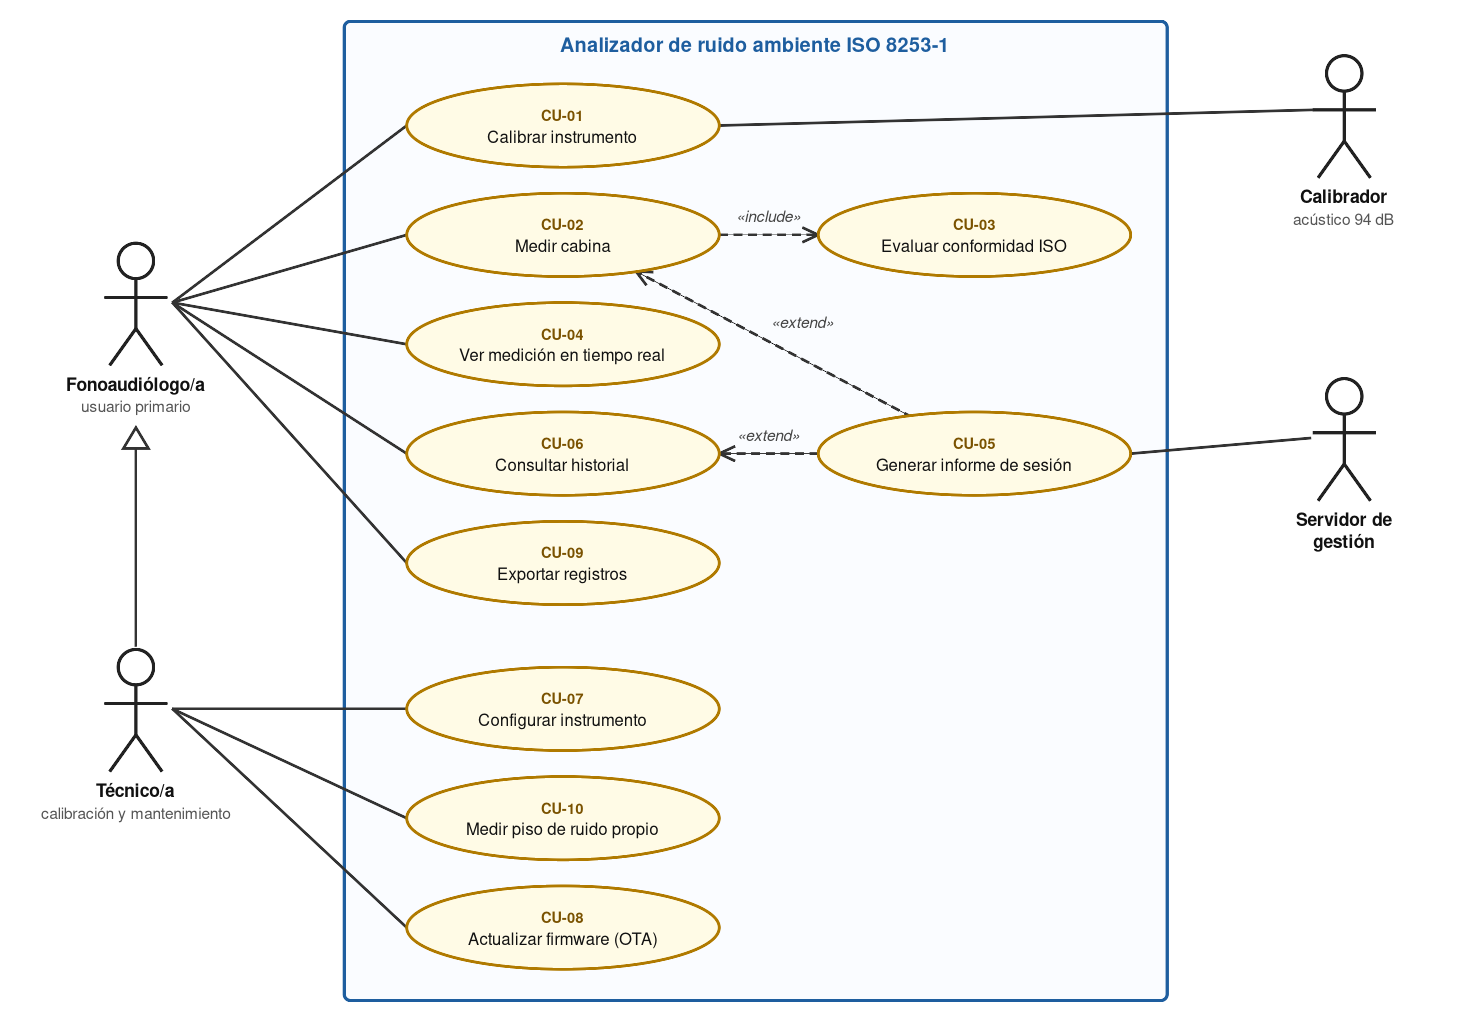 Analizador de ruido ambiente ISO 8253-1
CU-01
Calibrar instrumento
Calibrador
acústico 94 dB
CU-02
Medir cabina
«include»
CU-03
Evaluar conformidad ISO
«extend»
CU-04
Ver medición en tiempo real
Fonoaudiólogo/a
usuario primario
CU-06
Consultar historial
«extend»
CU-05
Generar informe de sesión
Servidor de
gestión
CU-09
Exportar registros
CU-07
Configurar instrumento
Técnico/a
calibración y mantenimiento
CU-10
Medir piso de ruido propio
CU-08
Actualizar firmware (OTA)